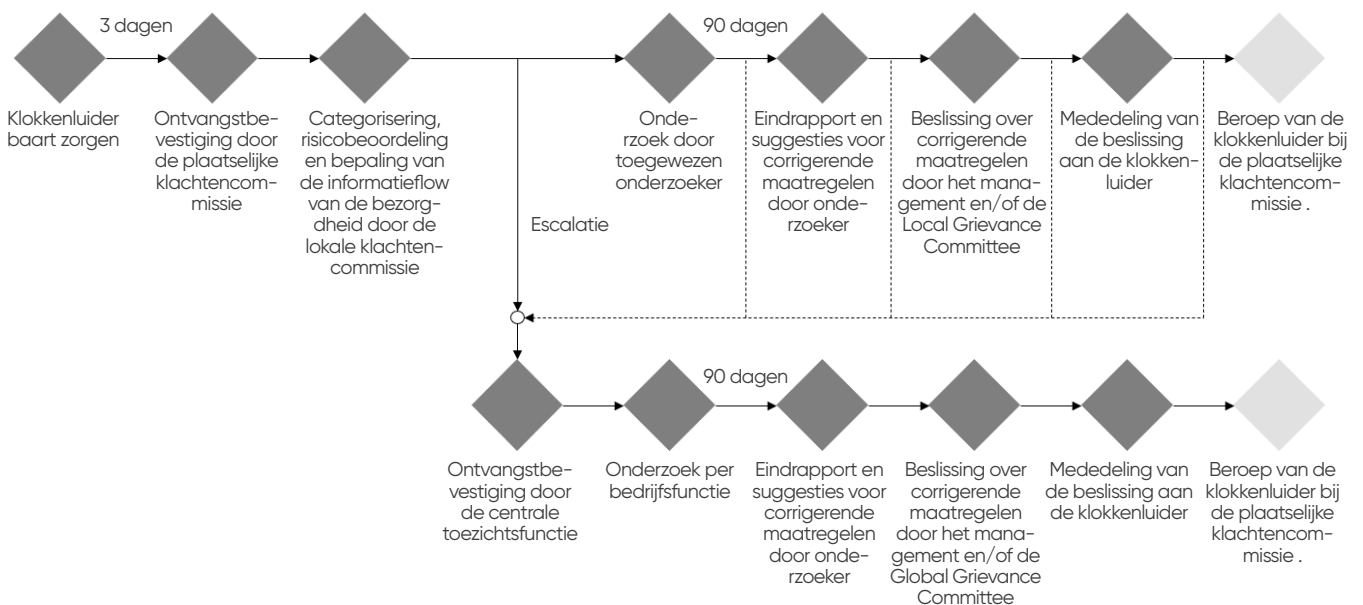 3 dagen
90 dagen
Klokkenluider
baart zorgen
Ontvangstbe-
vestiging door
de plaatselijke
klachtencom-
missie
Categorisering,
risicobeoordeling
en bepaling van
de informatieflow
van de bezorg-
dheid door de
lokale klachten-
commissie
Onde-
rzoek door
toegewezen
onderzoeker
Eindrapport en
suggesties voor
corrigerende
maatregelen
door onde-
rzoeker
Beslissing over
corrigerende
maatregelen
door het mana-
gement en/of de
Local Grievance
Committee
Mededeling van
de beslissing
aan de klokken-
luider
Beroep van de
klokkenluider bij
de plaatselijke
klachtencom-
missie .
Escalatie
90 dagen
Ontvangstbe-
vestiging door
de centrale
toezichtsfunctie
Onderzoek per
bedrijfsfunctie
Eindrapport en
suggesties voor
corrigerende
maatregelen
door onde-
rzoeker
Beslissing over
corrigerende
maatregelen
door het mana-
gement en/of de
Global Grievance
Committee
Mededeling van
de beslissing aan
de klokkenluider
Beroep van de
klokkenluider bij
de plaatselijke
klachtencom-
missie .